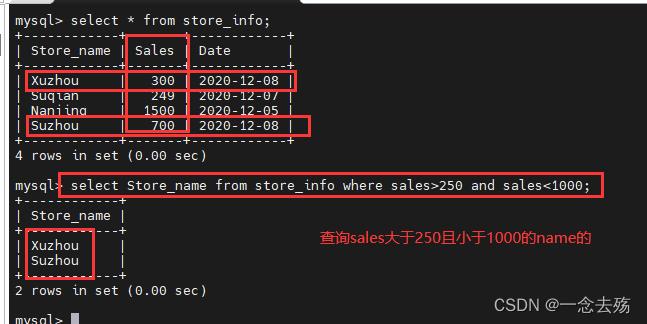 mysql> select * from store_info;
+------------+-------+------------+
| Store_name | Sales | Date       |
+------------+-------+------------+
| Xuzhou     |   300 | 2020-12-08 |
| Suqian     |   249 | 2020-12-07 |
| Nanjing    |  1500 | 2020-12-05 |
| Suzhou     |   700 | 2020-12-08 |
+------------+-------+------------+
4 rows in set (0.00 sec)
mysql> select Store_name from store_info where sales>250 and sales<1000;
+------------+
| Store_name |
+------------+
| Xuzhou     |
| Suzhou     |
+------------+
查询sales大于250且小于1000的name的
2 rows in set (0.00 sec)
mysql>
CSDN @一念去殇